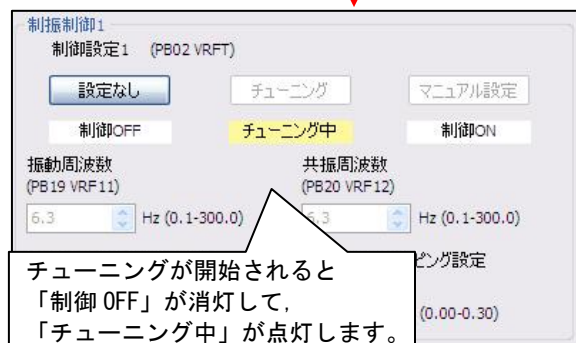 制振制御1
制御設定1 (PB02 VRFT)
設定なし チューニング マニュアル設定
制御OFF チューニング中 制御ON
振動周波数 共振周波数
(PB19 VRF11) (PB20 VRF12)
6.3 Hz (0.1-300.0) 6.3 Hz (0.1-300.0)
ピング設定
(0.00-0.30)
チューニングが開始されると
「制御 OFF」が消灯して,
「チューニング中」が点灯します。